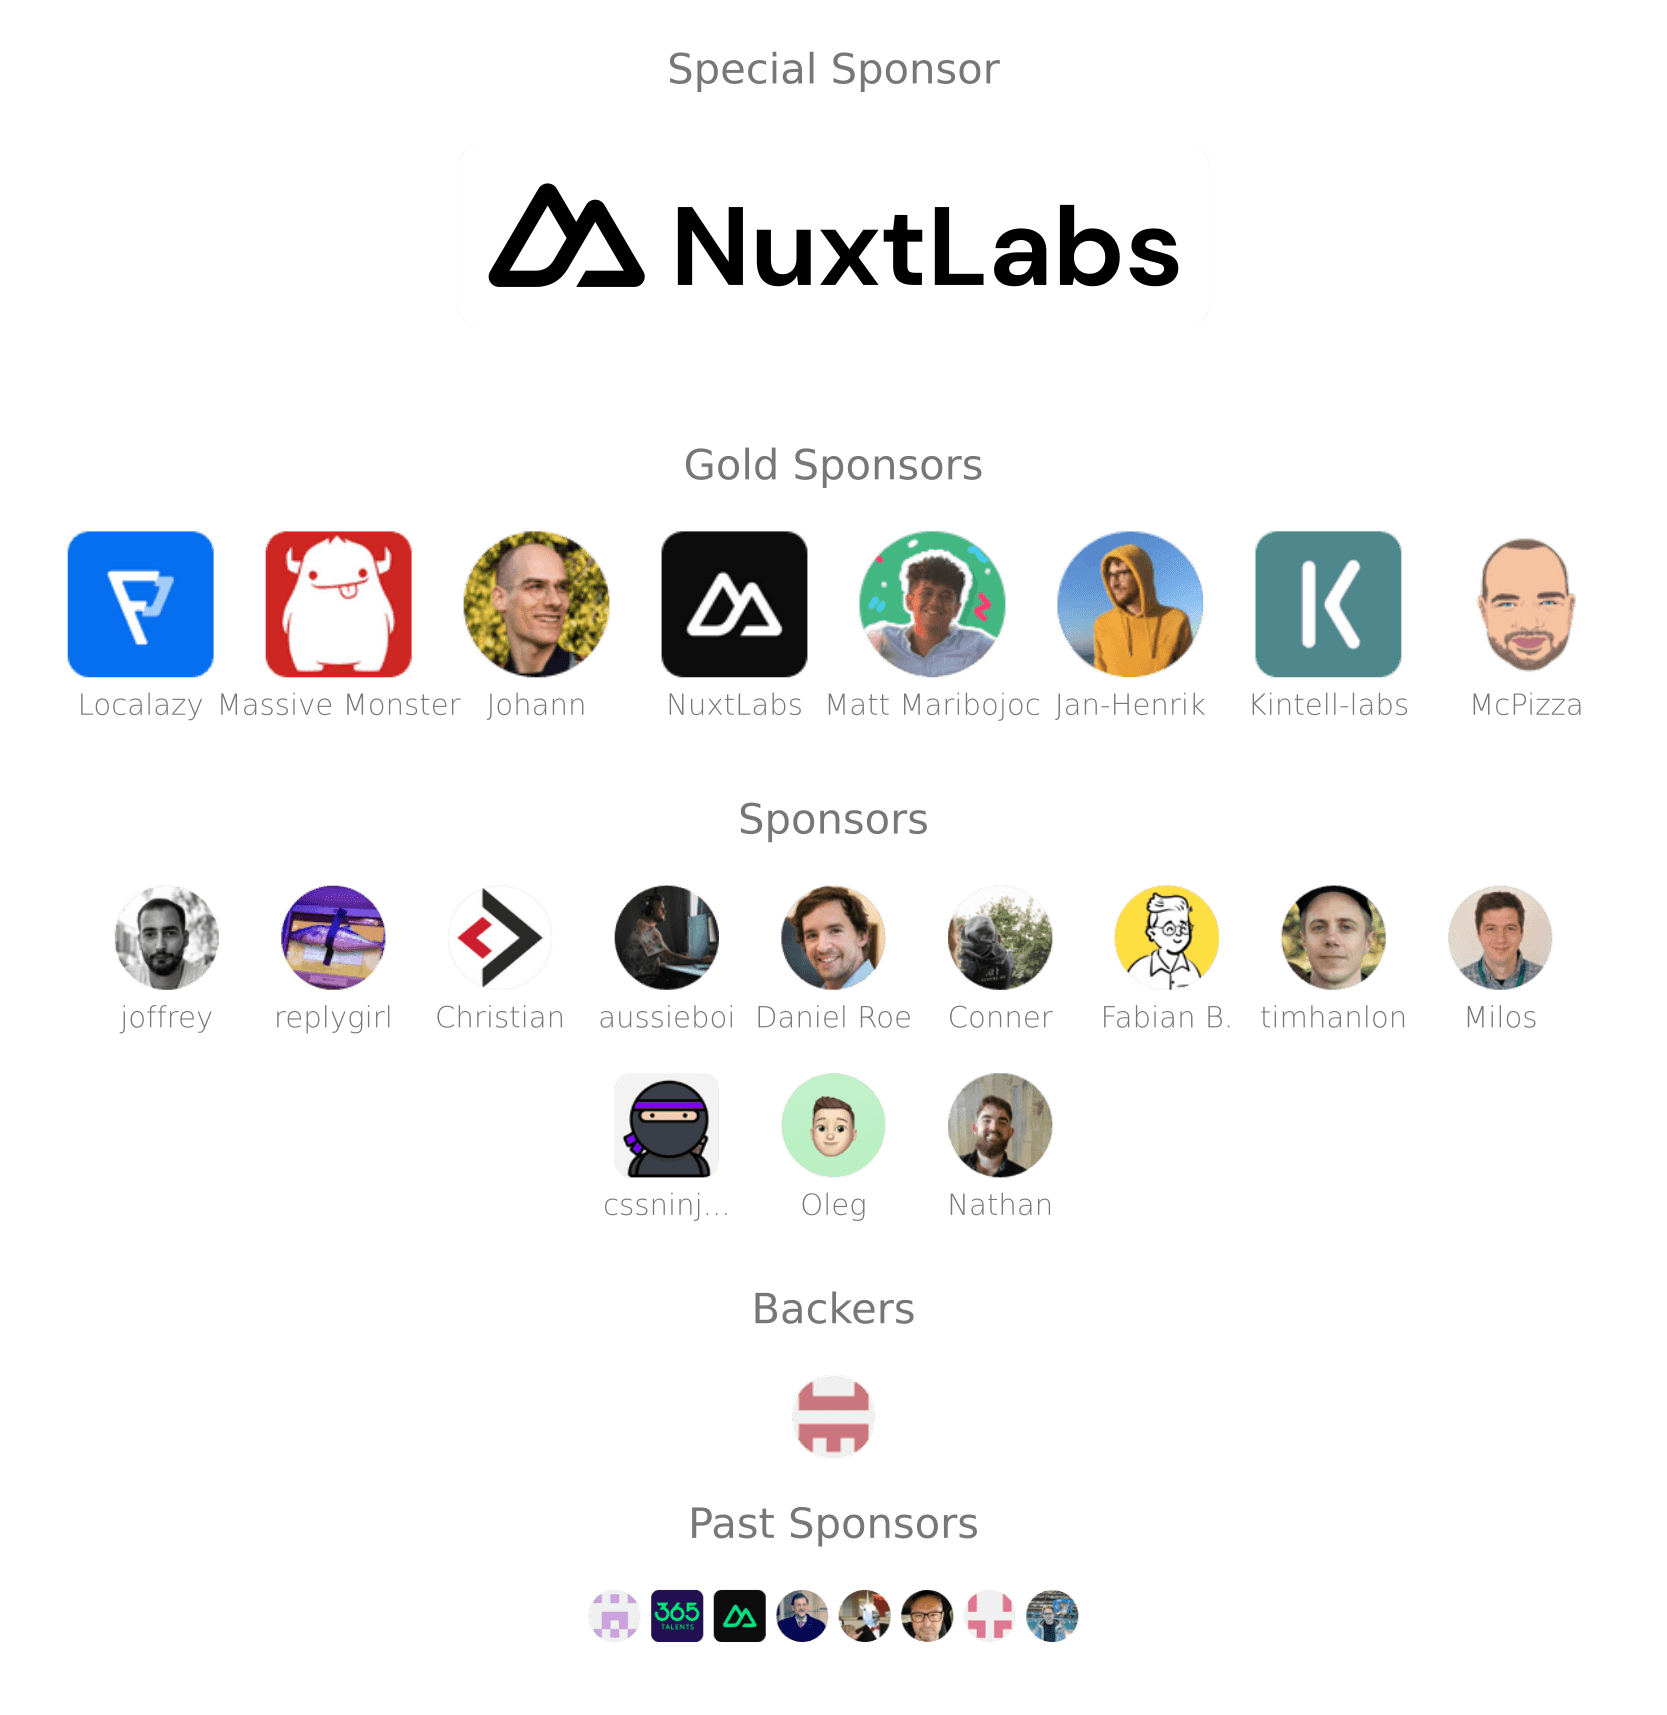 Special Sponsor
NuxtLabs
Gold Sponsors
Localazy Massive Monster Johann NuxtLabs Matt Maribojoc Jan-Henrik Kintell-labs McPizza
Sponsors
joffrey replygirl Christian aussieboi Daniel Roe Conner Fabian B. timhanlon Milos
cssninj... Oleg Nathan
Backers
Past Sponsors
365
TALENTS